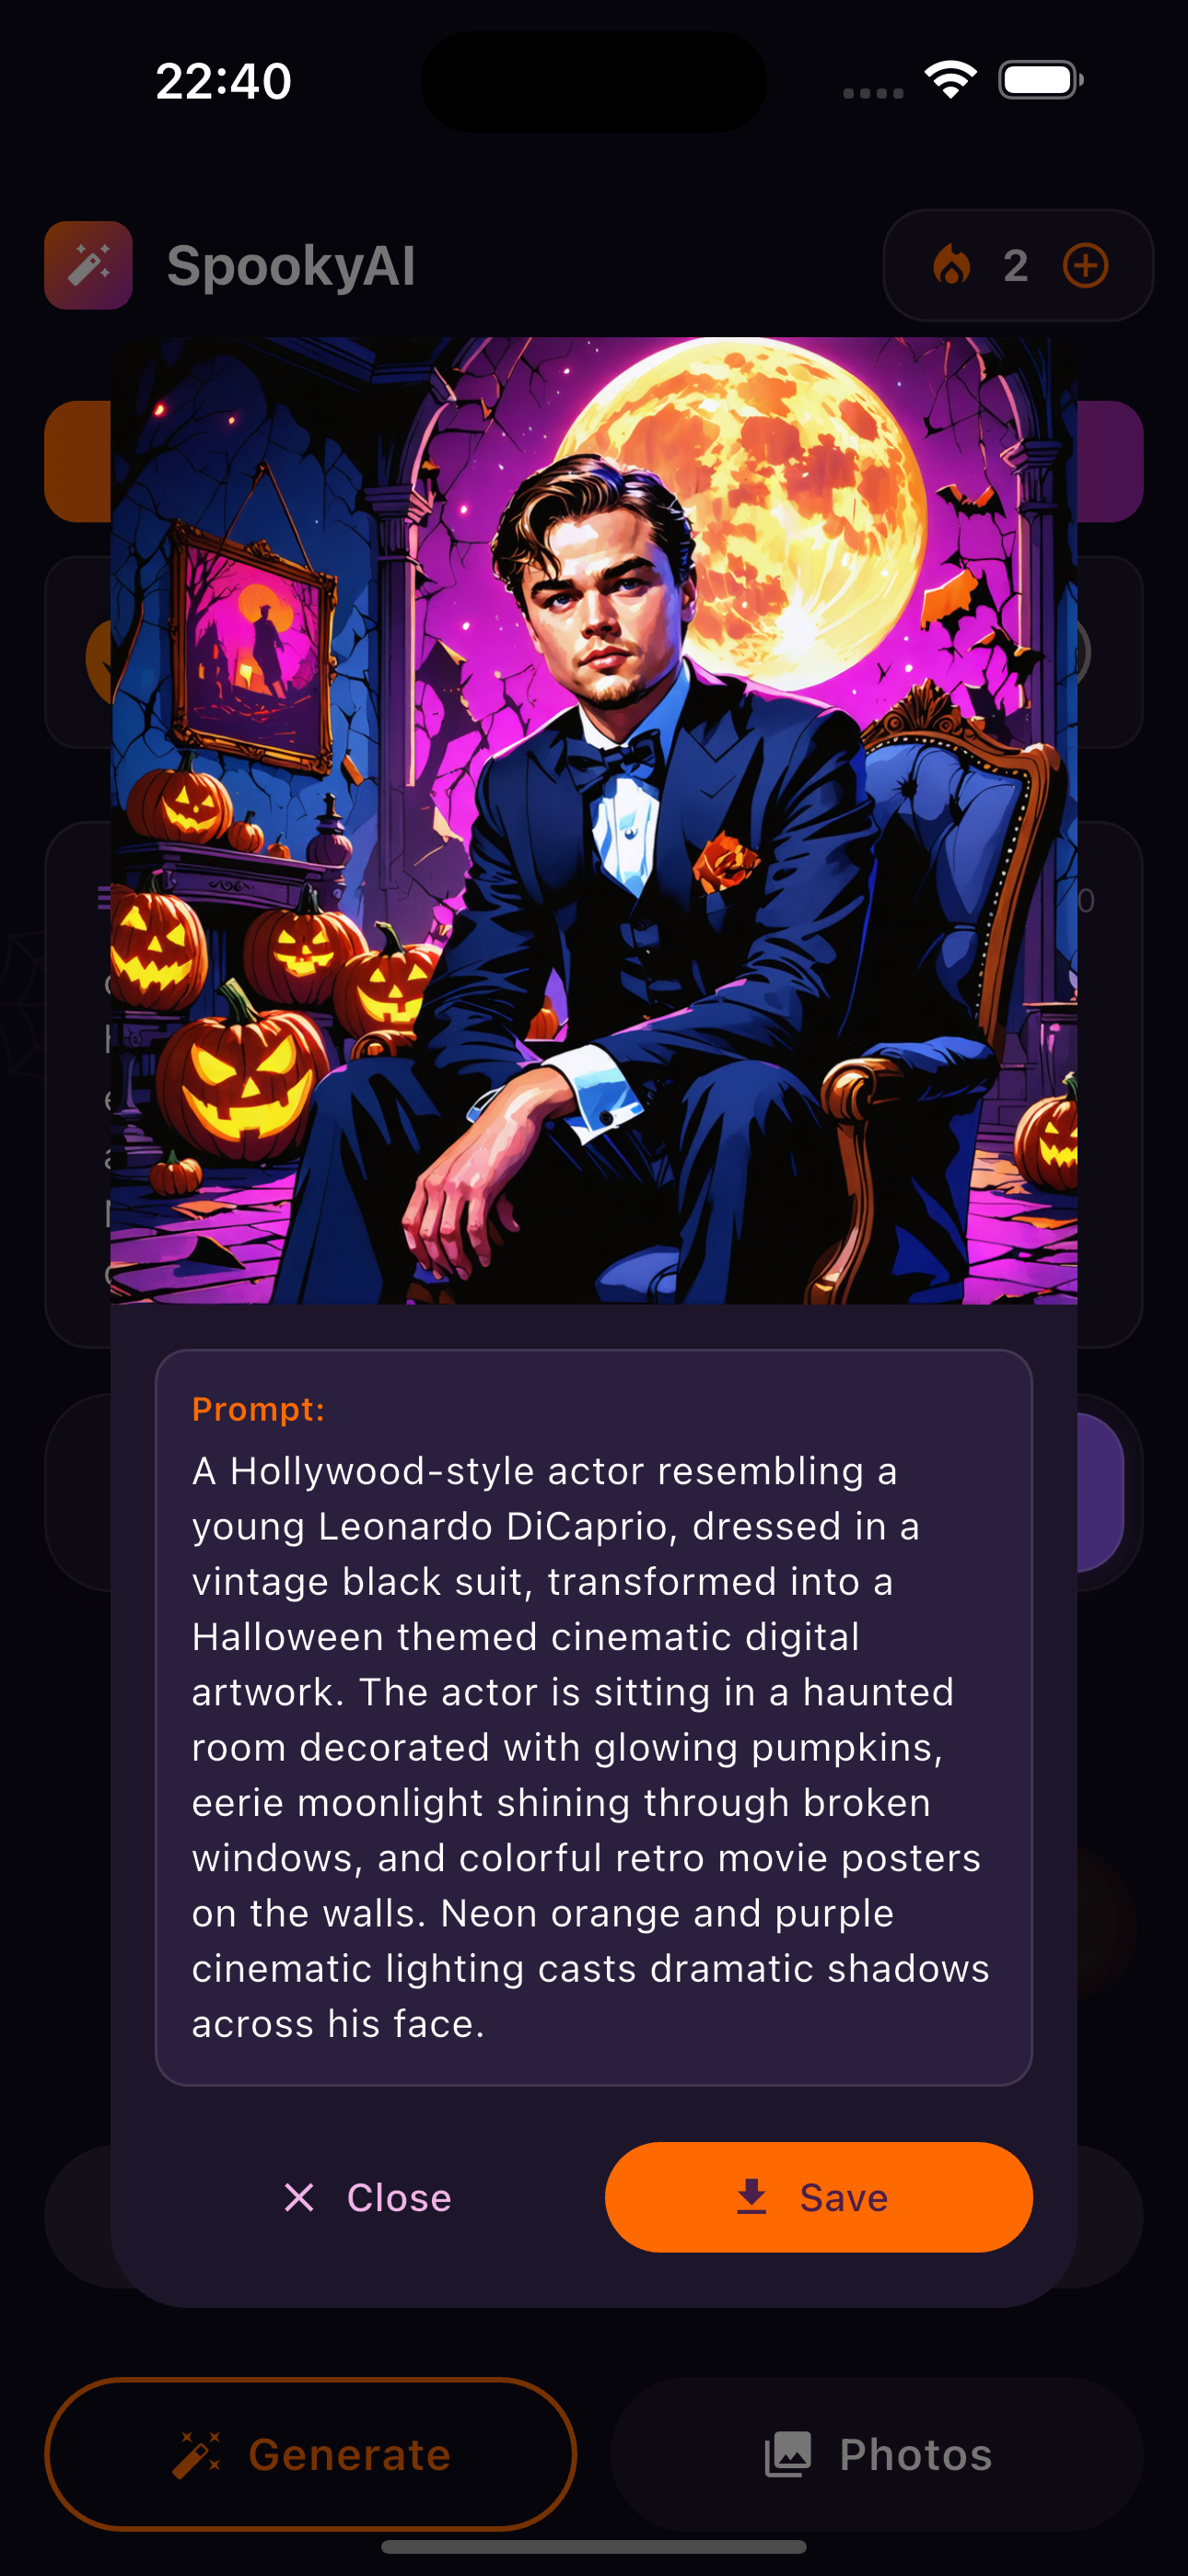 22:40
SpookyAI
2
Prompt:
A Hollywood-style actor resembling a
young Leonardo DiCaprio, dressed in a
vintage black suit, transformed into a
Halloween themed cinematic digital
artwork. The actor is sitting in a haunted
room decorated with glowing pumpkins,
eerie moonlight shining through broken
windows, and colorful retro movie posters
on the walls. Neon orange and purple
cinematic lighting casts dramatic shadows
across his face.
Close
Save
Generate
Photos